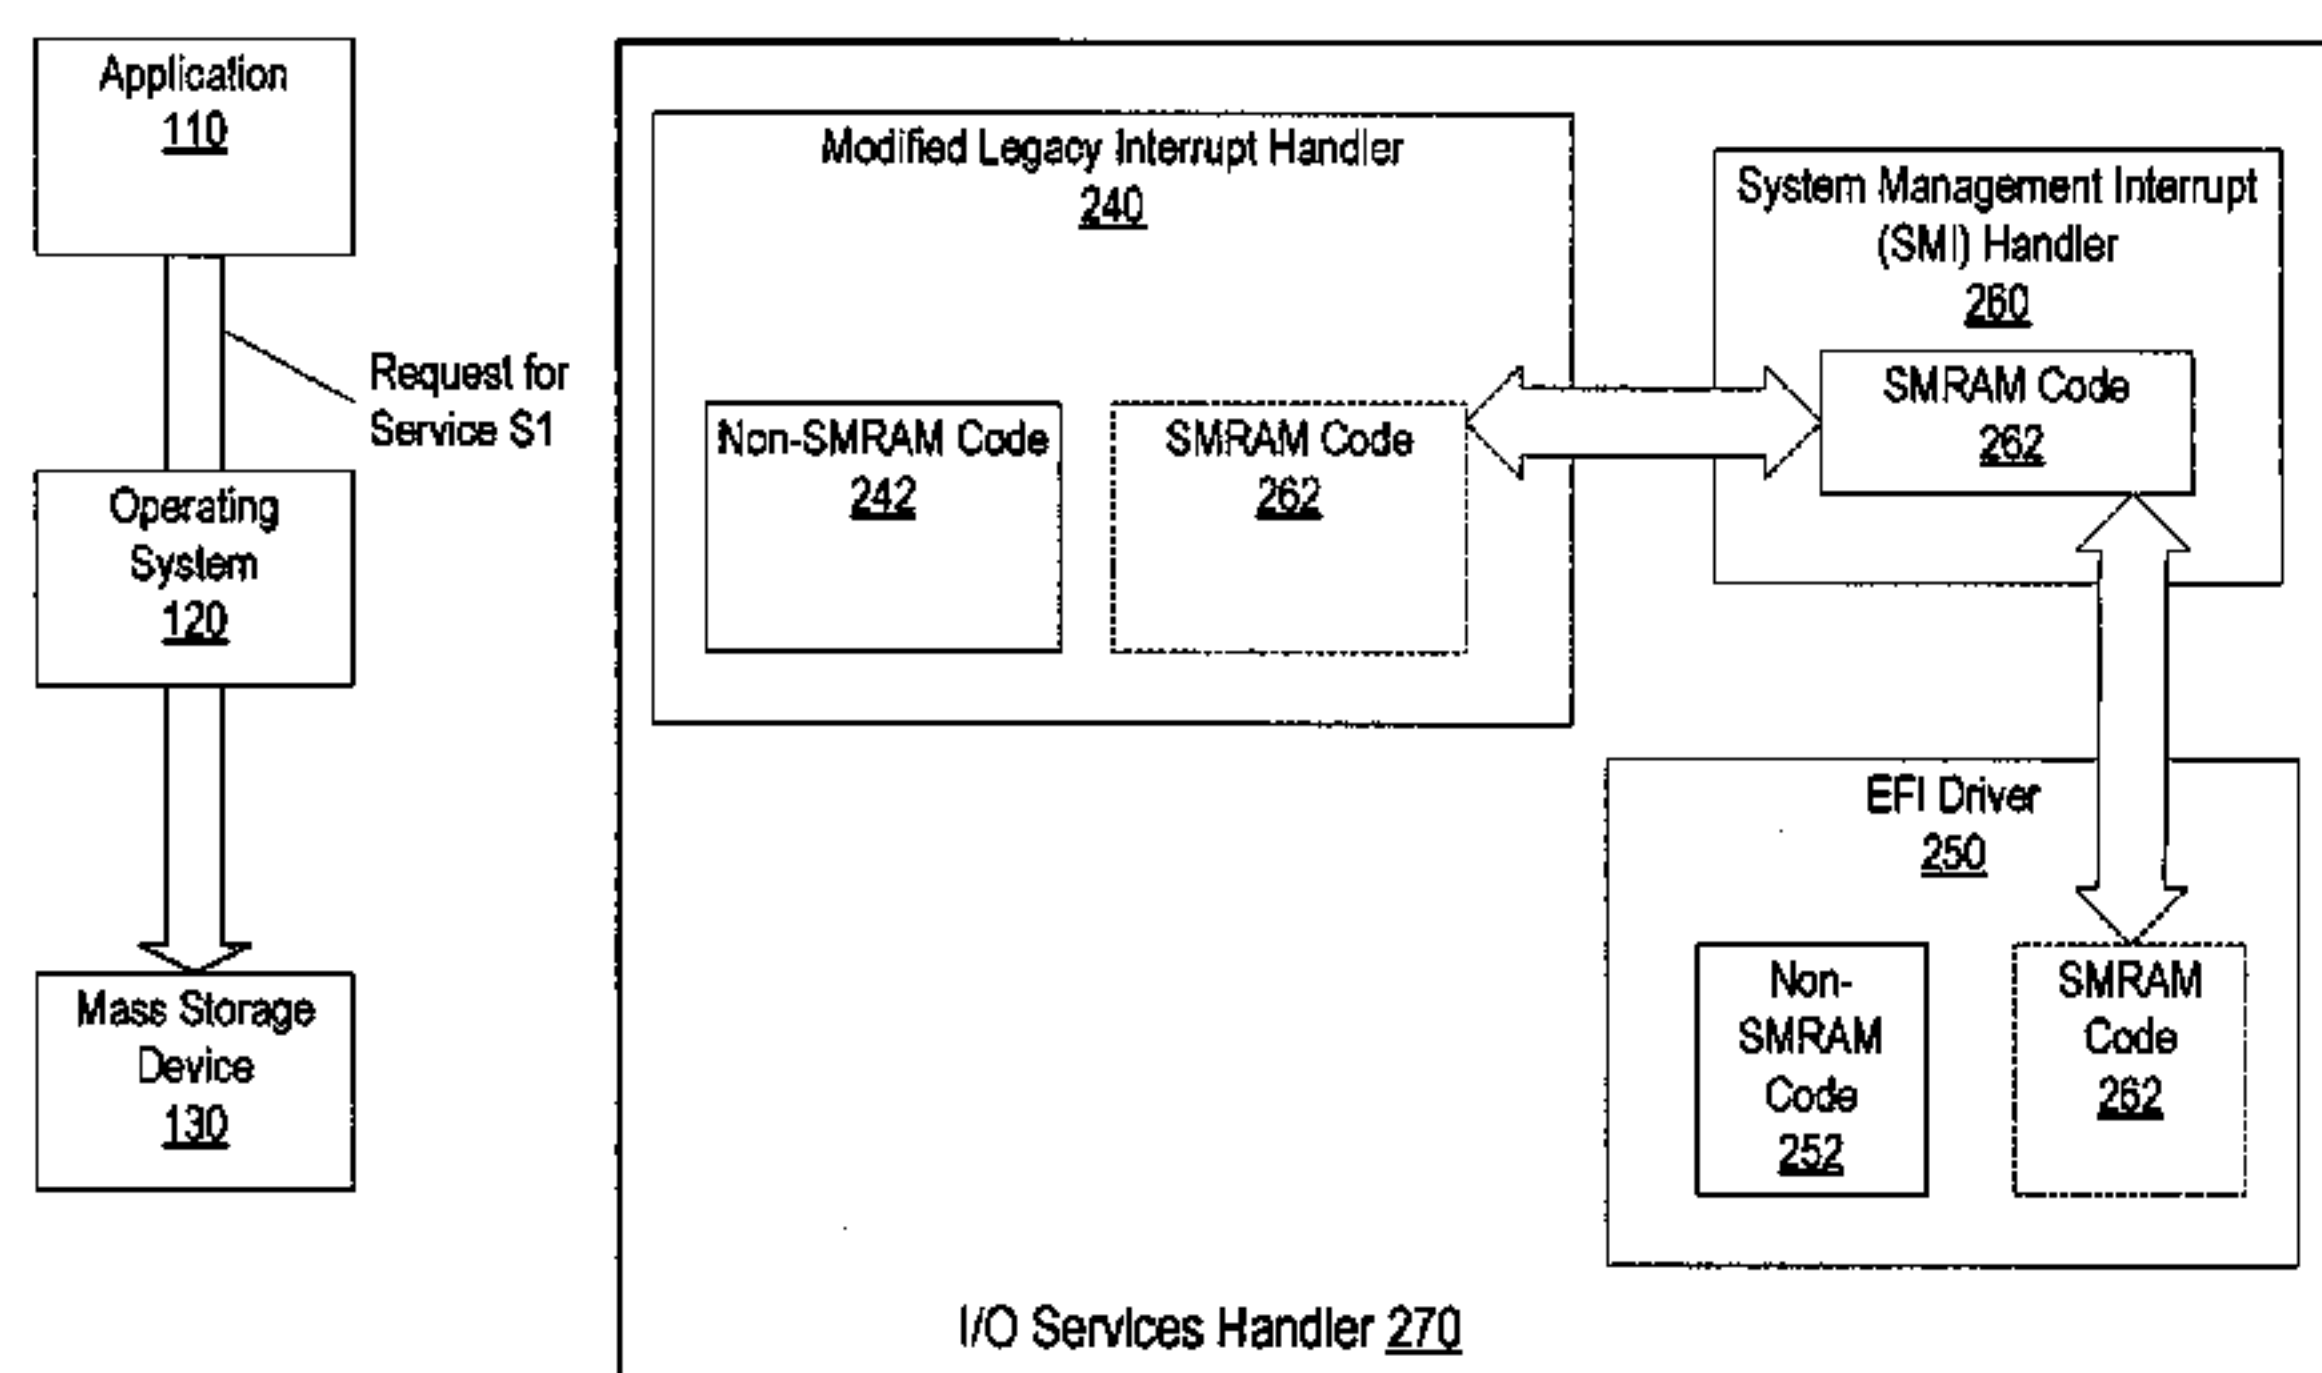 Application
110
Request for
Service S1
Operating
System
120
Mass Storage
Device
130
Modified Legacy Interrupt Handler
240
Non-SMRAM Code
242
SMRAM Code
262
System Management Interrupt
(SMI) Handler
260
SMRAM Code
262
EFI Driver
250
Non-
SMRAM
Code
252
SMRAM
Code
262
I/O Services Handler 270